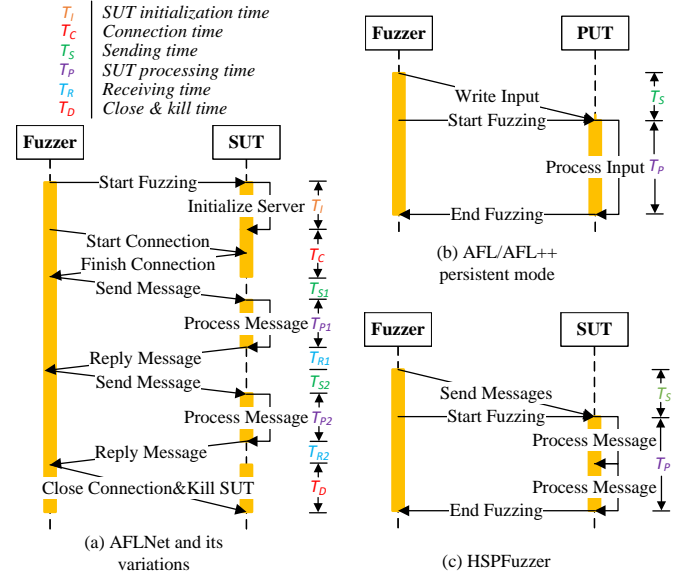 T_I SUT initialization time
T_C Connection time
T_S Sending time
T_P SUT processing time
T_R Receiving time
T_D Close & kill time
Fuzzer SUT
Start Fuzzing
Initialize Server T_I
Start Connection
T_C
Finish Connection
Send Message T_S1
Process Message T_P1
Reply Message T_R1
Send Message T_S2
Process Message T_P2
Reply Message T_R2
Close Connection&Kill SUT T_D
(a) AFLNet and its
variations
Fuzzer PUT
Write Input T_S
Start Fuzzing
Process Input T_P
End Fuzzing
(b) AFL/AFL++
persistent mode
Fuzzer SUT
Send Messages T_S
Start Fuzzing
Process Message
T_P
Process Message
End Fuzzing
(c) HSPFuzzer